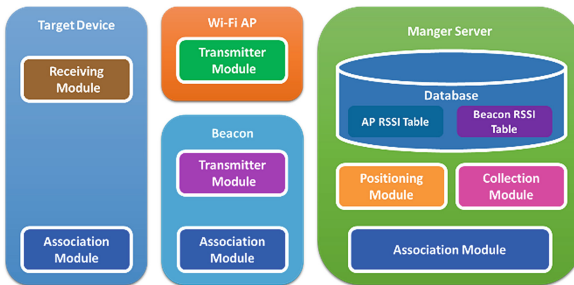 Target Device
Receiving
Module
Association
Module
Wi-Fi AP
Transmitter
Module
Beacon
Transmitter
Module
Association
Module
Manger Server
Database
AP RSSI Table
Beacon RSSI
Table
Positioning
Module
Collection
Module
Association Module